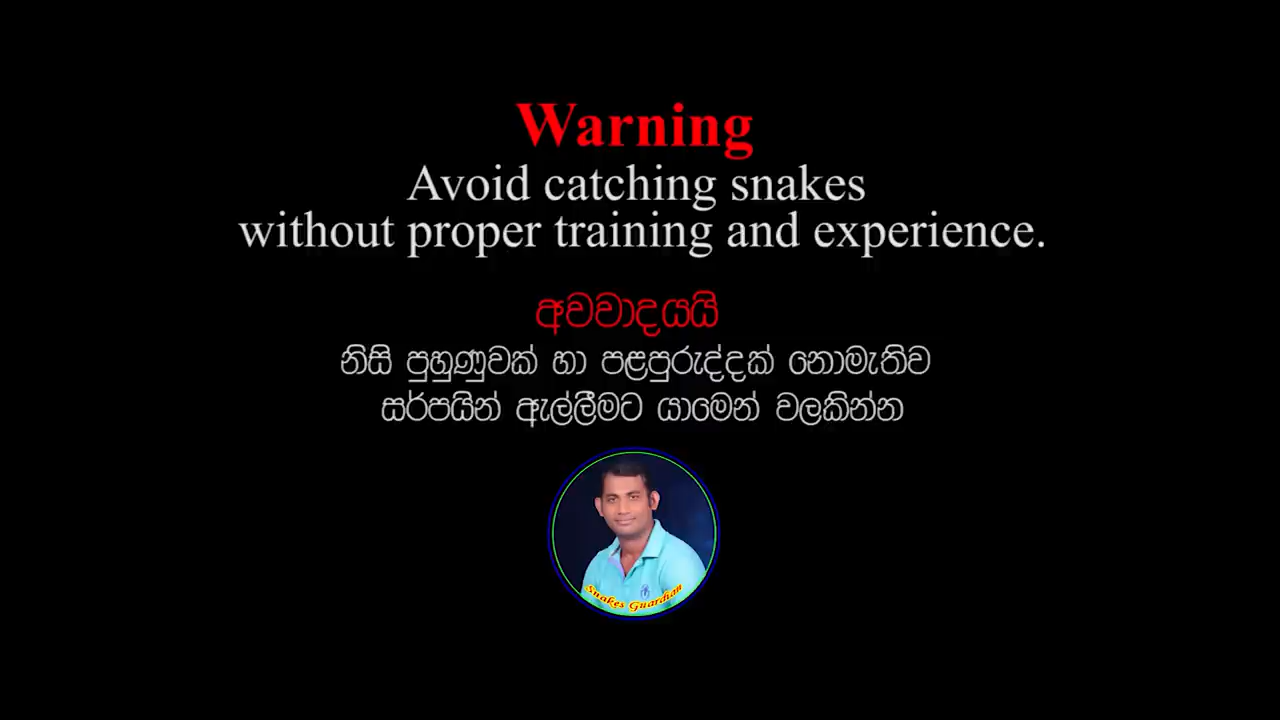 Warning
Avoid catching snakes
without proper training and experience.
අවවාදයයි
නිසි පුහුණුවක් හා පළපුරුද්දක් නොමැතිව
සර්පයින් ඇල්ලීමට යාමෙන් වලකින්න
Snakes Guardian